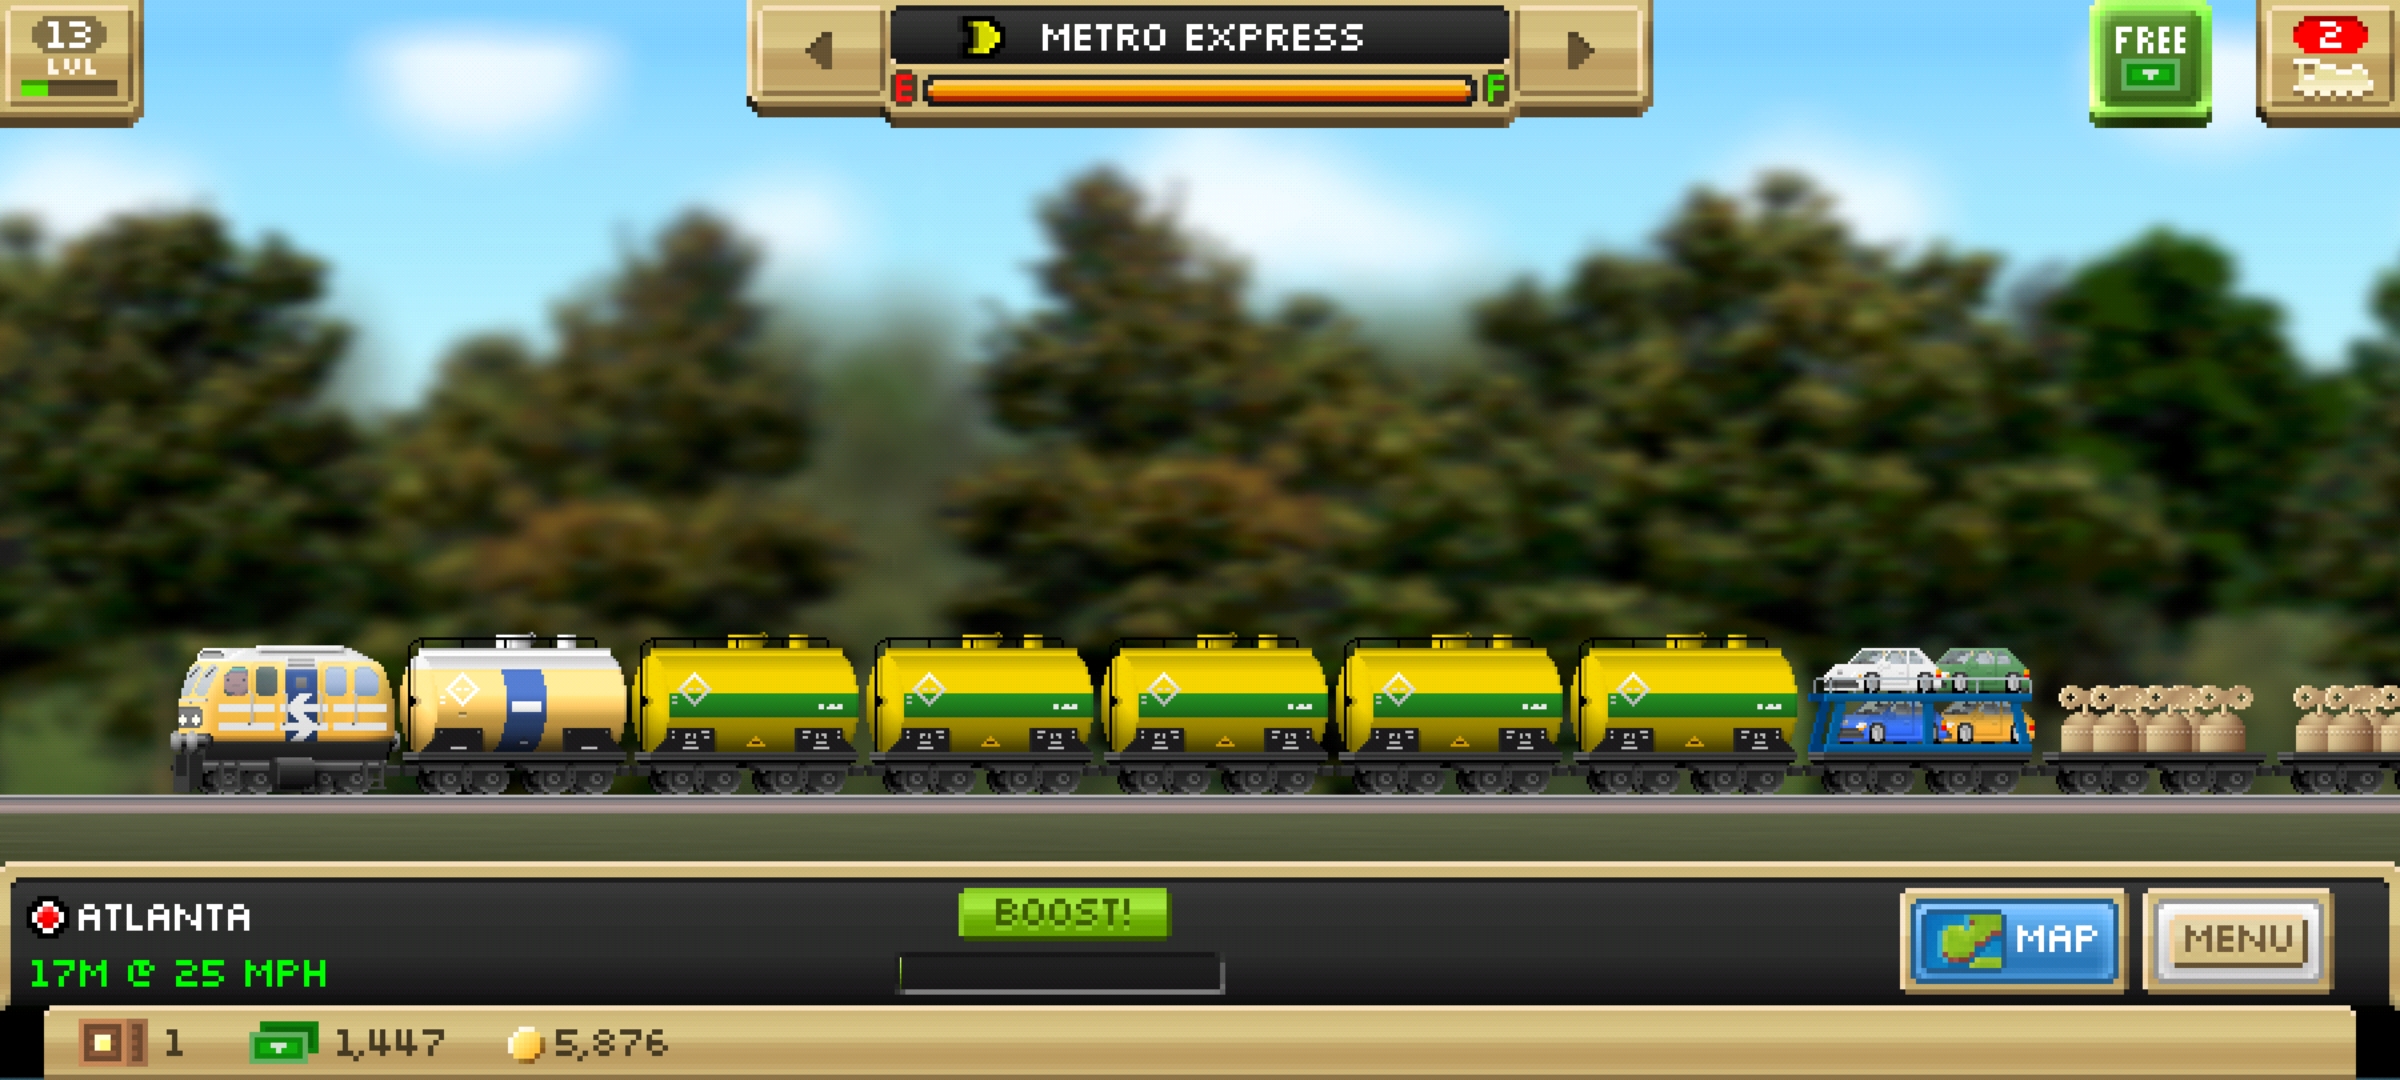 13
LVL
METRO EXPRESS
E F
FREE
2
ATLANTA
17M @ 25 MPH
BOOST!
MAP
MENU
1
1,447
5,876